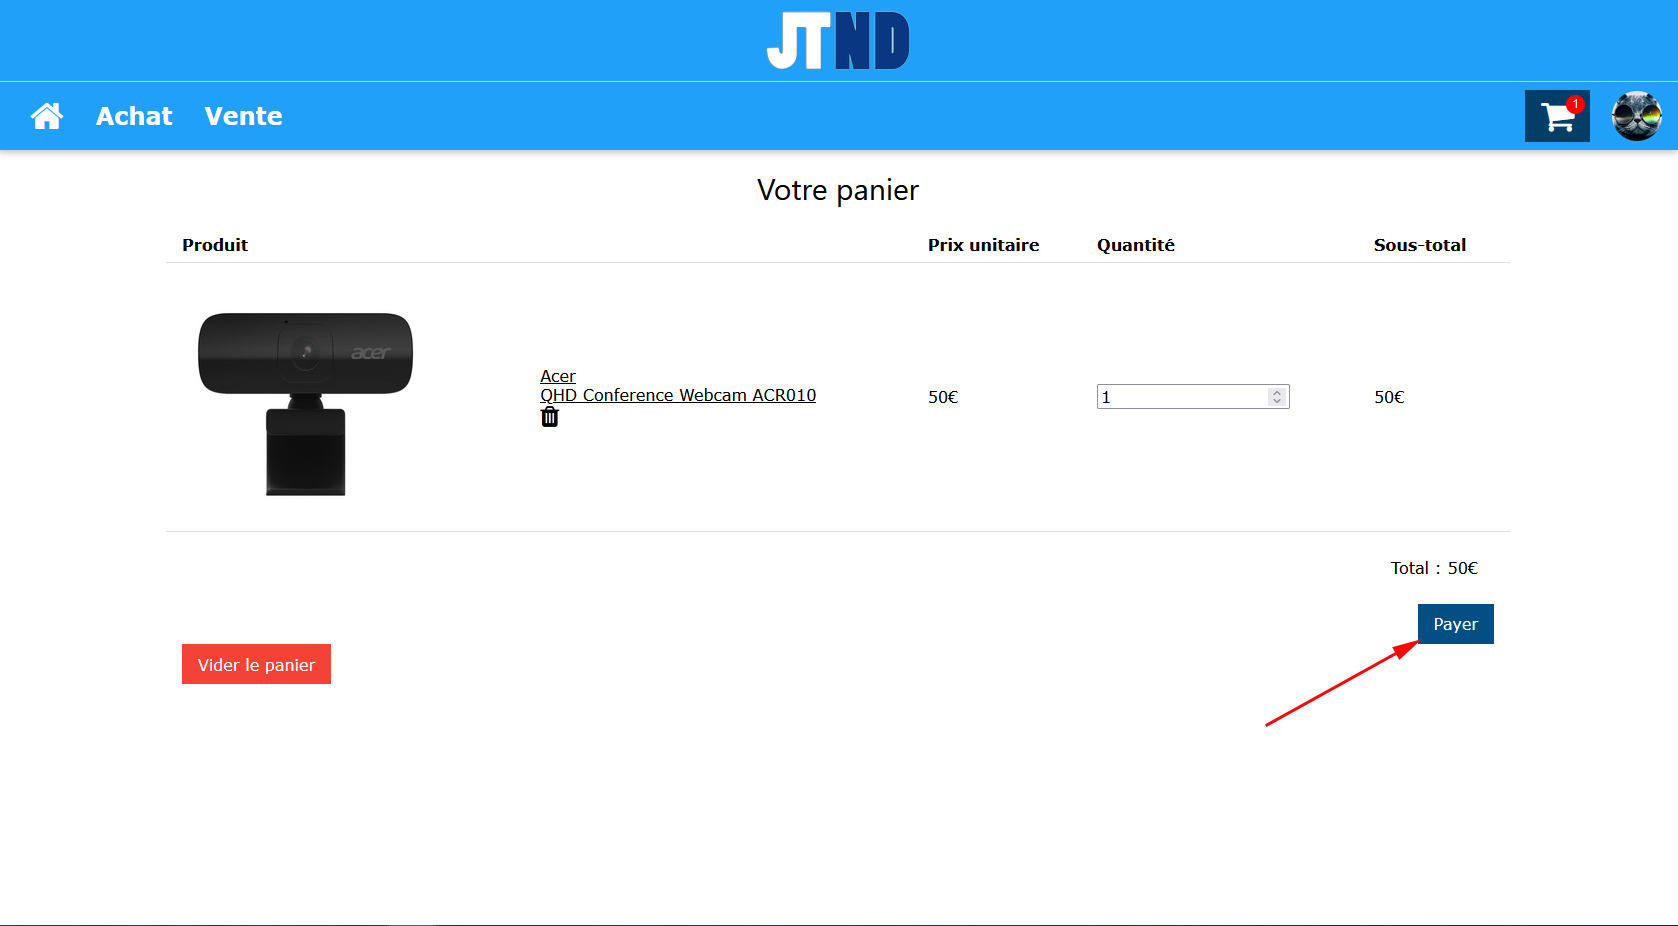 JTND
Achat Vente 1
Votre panier
Produit Prix unitaire Quantité Sous-total
acer
Acer
QHD Conference Webcam ACR010
50€ 1 50€
Total : 50€
Payer
Vider le panier